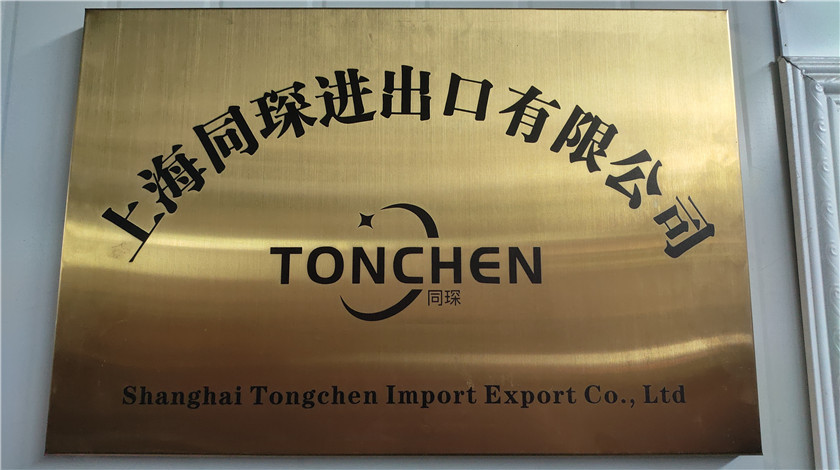 上海同琛进出口有限公司
TONCHEN
同琛
Shanghai Tongchen Import Export Co., Ltd